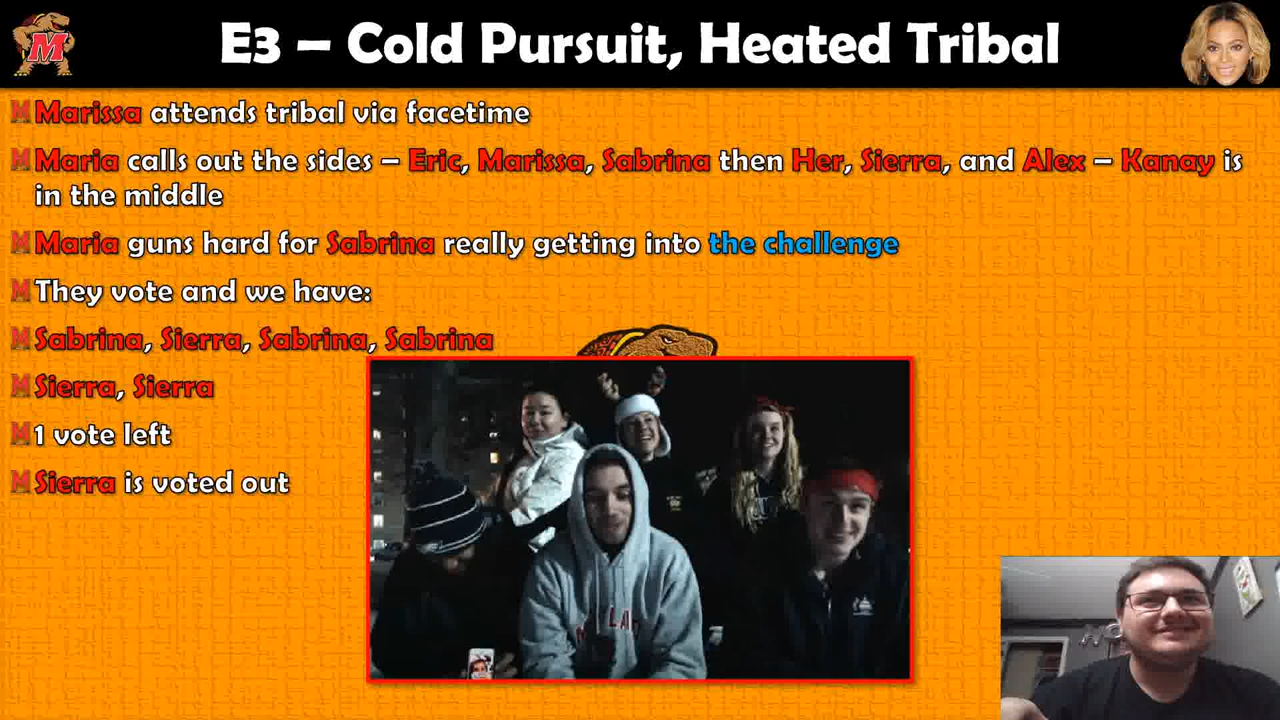 E3 – Cold Pursuit, Heated Tribal
Marissa attends tribal via facetime
Maria calls out the sides – Eric, Marissa, Sabrina then Her, Sierra, and Alex – Kanay is
in the middle
Maria guns hard for Sabrina really getting into the challenge
They vote and we have:
Sabrina, Sierra, Sabrina, Sabrina
Sierra, Sierra
1 vote left
Sierra is voted out